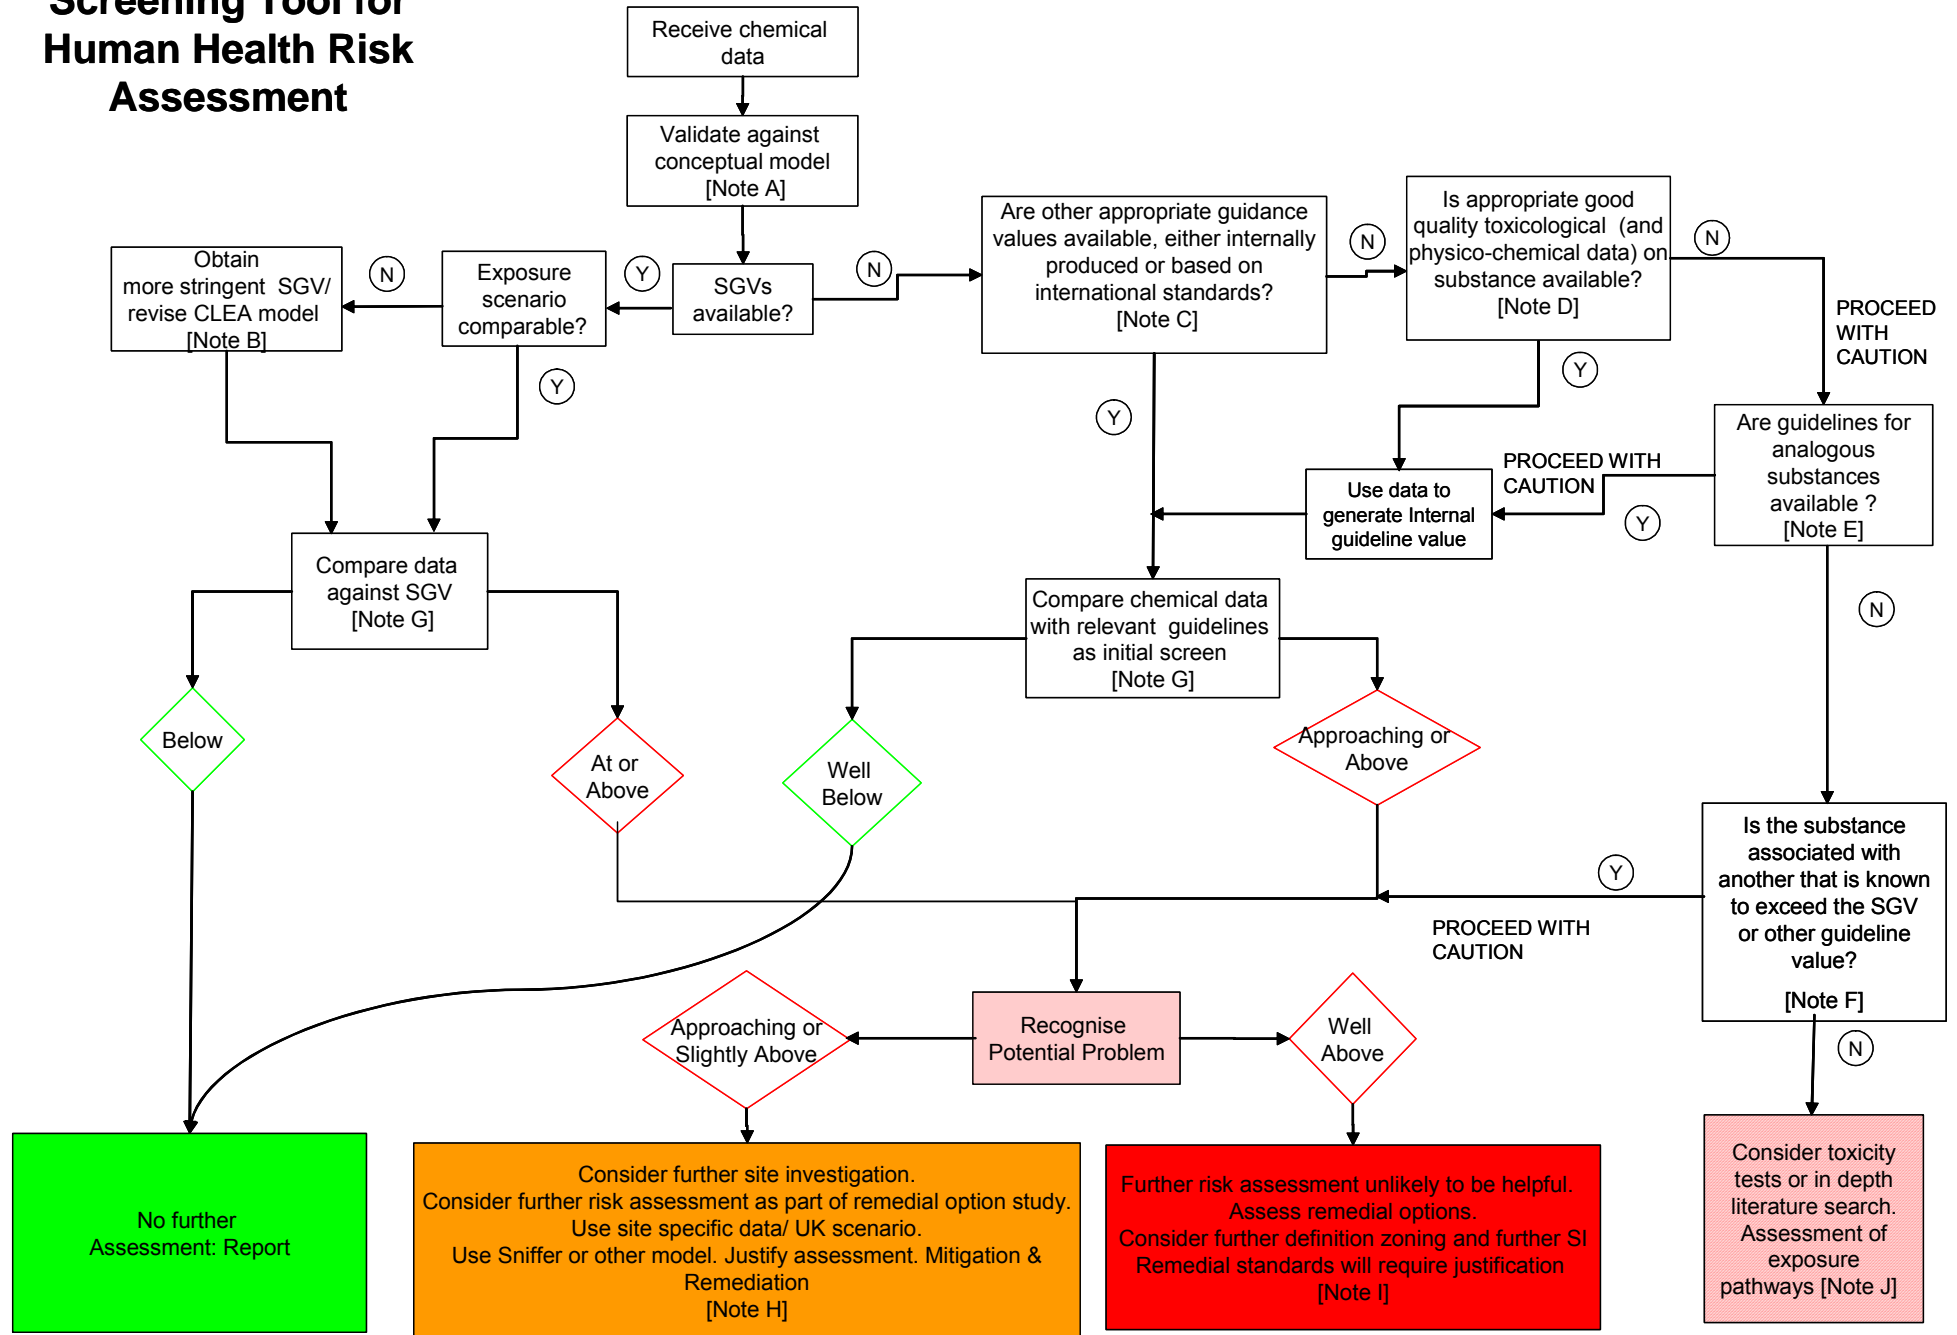 Screening Tool for
Human Health Risk
Assessment
Receive chemical
data
Validate against
conceptual model
[Note A]
SGVs
available?
Y
N
Exposure
scenario
comparable?
N
Y
Obtain
more stringent SGV/
revise CLEA model
[Note B]
Are other appropriate guidance
values available, either internally
produced or based on
international standards?
[Note C]
N
Y
Is appropriate good
quality toxicological (and
physico-chemical data) on
substance available?
[Note D]
N
Y
PROCEED
WITH
CAUTION
Are guidelines for
analogous
substances
available ?
[Note E]
PROCEED WITH
CAUTION
Y
N
Use data to
generate Internal
guideline value
Compare data
against SGV
[Note G]
Compare chemical data
with relevant guidelines
as initial screen
[Note G]
Below
At or
Above
Well
Below
Approaching or
Above
Is the substance
associated with
another that is known
to exceed the SGV
or other guideline
value?
[Note F]
Y
PROCEED WITH
CAUTION
N
Approaching or
Slightly Above
Recognise
Potential Problem
Well
Above
No further
Assessment: Report
Consider further site investigation.
Consider further risk assessment as part of remedial option study.
Use site specific data/ UK scenario.
Use Sniffer or other model. Justify assessment. Mitigation &
Remediation
[Note H]
Further risk assessment unlikely to be helpful.
Assess remedial options.
Consider further definition zoning and further SI
Remedial standards will require justification
[Note I]
Consider toxicity
tests or in depth
literature search.
Assessment of
exposure
pathways [Note J]